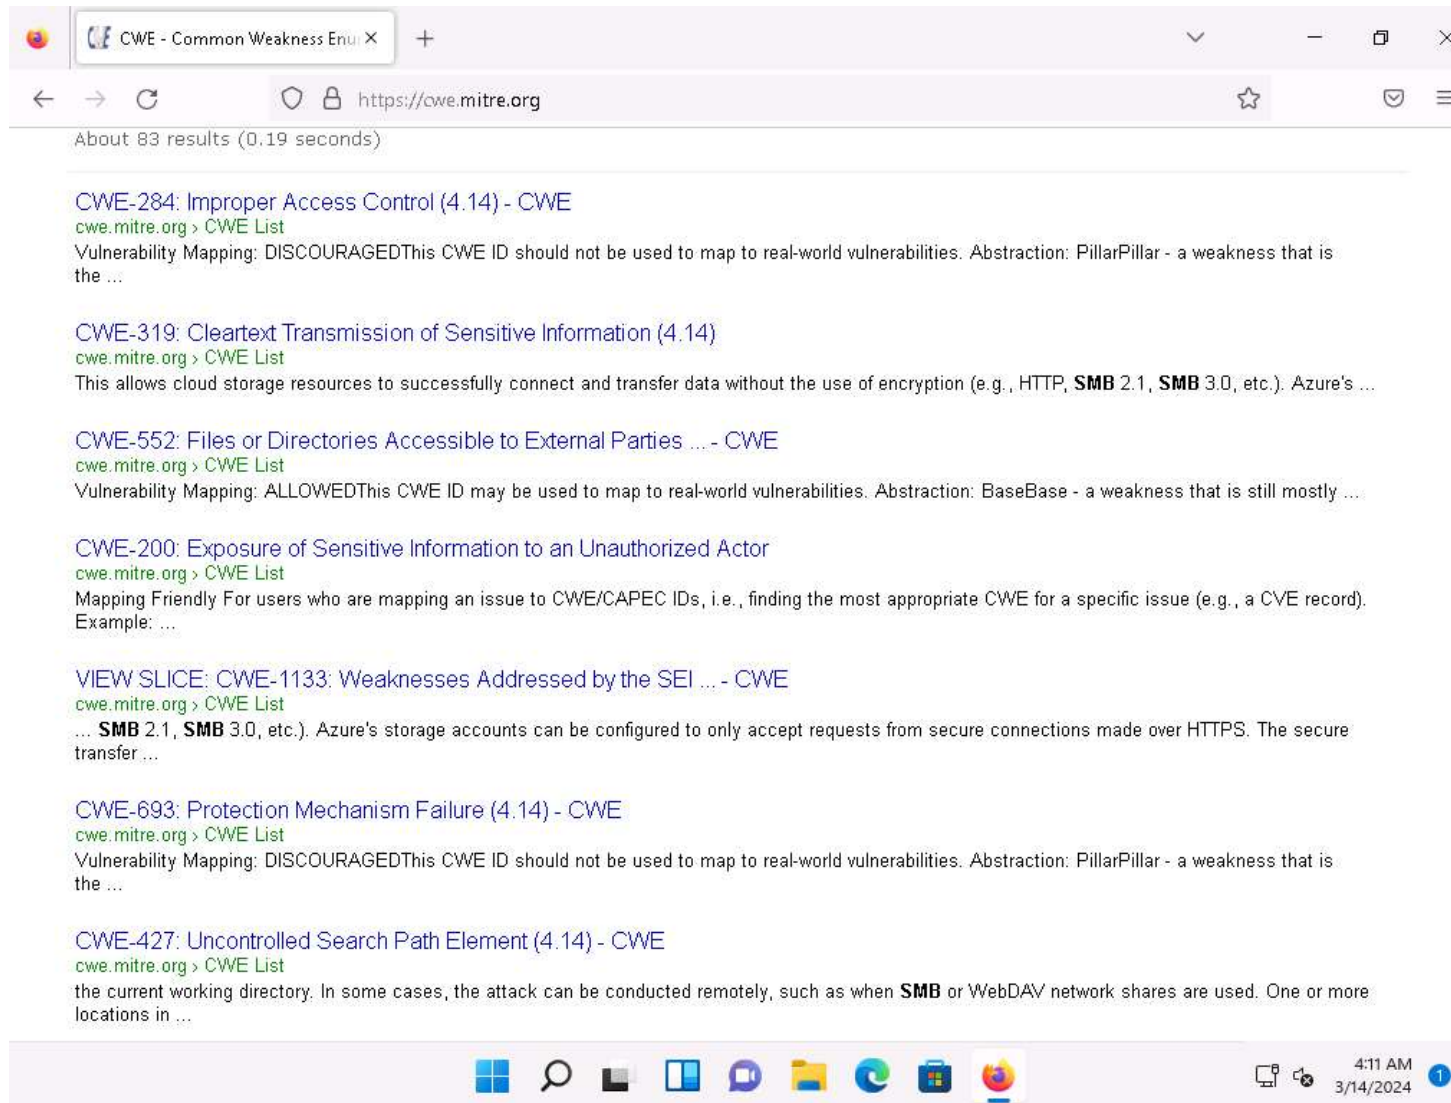 CWE - Common Weakness Enu
https://cwe.mitre.org
About 83 results (0.19 seconds)
CWE-284: Improper Access Control (4.14) - CWE
cwe.mitre.org › CWE List
Vulnerability Mapping: DISCOURAGEDThis CWE ID should not be used to map to real-world vulnerabilities. Abstraction: PillarPillar - a weakness that is
the ...
CWE-319: Cleartext Transmission of Sensitive Information (4.14)
cwe.mitre.org › CWE List
This allows cloud storage resources to successfully connect and transfer data without the use of encryption (e.g., HTTP, SMB 2.1, SMB 3.0, etc.). Azure's ...
CWE-552: Files or Directories Accessible to External Parties ... - CWE
cwe.mitre.org › CWE List
Vulnerability Mapping: ALLOWEDThis CWE ID may be used to map to real-world vulnerabilities. Abstraction: BaseBase - a weakness that is still mostly ...
CWE-200: Exposure of Sensitive Information to an Unauthorized Actor
cwe.mitre.org › CWE List
Mapping Friendly For users who are mapping an issue to CWE/CAPEC IDs, i.e., finding the most appropriate CWE for a specific issue (e.g., a CVE record).
Example: ...
VIEW SLICE: CWE-1133: Weaknesses Addressed by the SEI ... - CWE
cwe.mitre.org › CWE List
... SMB 2.1, SMB 3.0, etc.). Azure's storage accounts can be configured to only accept requests from secure connections made over HTTPS. The secure
transfer ...
CWE-693: Protection Mechanism Failure (4.14) - CWE
cwe.mitre.org › CWE List
Vulnerability Mapping: DISCOURAGEDThis CWE ID should not be used to map to real-world vulnerabilities. Abstraction: PillarPillar - a weakness that is
the ...
CWE-427: Uncontrolled Search Path Element (4.14) - CWE
cwe.mitre.org › CWE List
the current working directory. In some cases, the attack can be conducted remotely, such as when SMB or WebDAV network shares are used. One or more
locations in ...
4:11 AM
3/14/2024
1